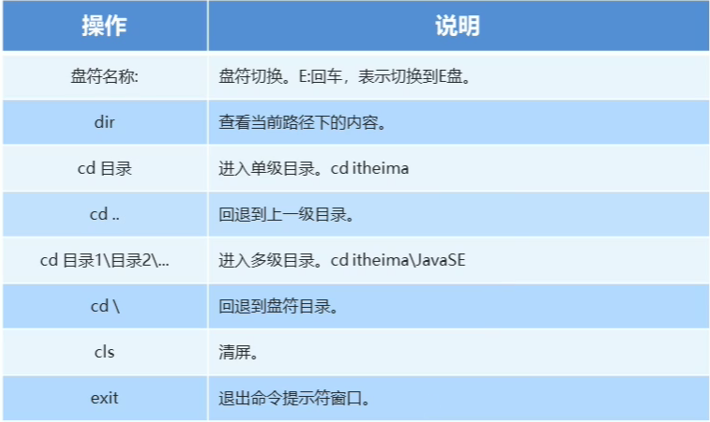 操作 说明
盘符名称: 盘符切换。E:回车，表示切换到E盘。
dir 查看当前路径下的内容。
cd 目录 进入单级目录。cd itheima
cd .. 回退到上一级目录。
cd 目录1\目录2\... 进入多级目录。cd itheima\JavaSE
cd \ 回退到盘符目录。
cls 清屏。
exit 退出命令提示符窗口。